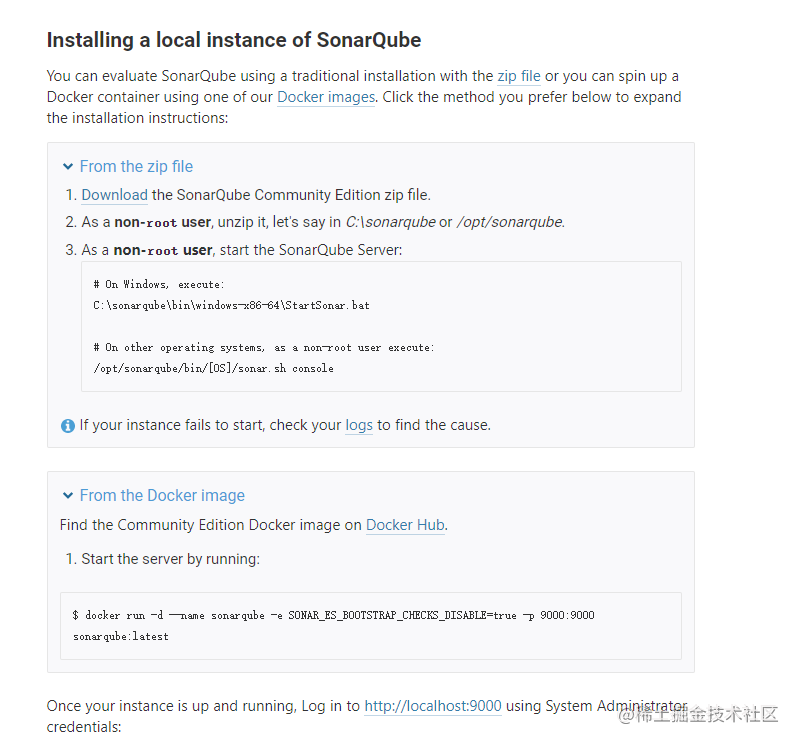 Installing a local instance of SonarQube
You can evaluate SonarQube using a traditional installation with the zip file or you can spin up a
Docker container using one of our Docker images. Click the method you prefer below to expand
the installation instructions:
From the zip file
1. Download the SonarQube Community Edition zip file.
2. As a non-root user, unzip it, let's say in C:\sonarqube or /opt/sonarqube.
3. As a non-root user, start the SonarQube Server:
# On Windows, execute:
C:\sonarqube\bin\windows-x86-64\StartSonar.bat
# On other operating systems, as a non-root user execute:
/opt/sonarqube/bin/[OS]/sonar.sh console
If your instance fails to start, check your logs to find the cause.
From the Docker image
Find the Community Edition Docker image on Docker Hub.
1. Start the server by running:
$ docker run -d --name sonarqube -e SONAR_ES_BOOTSTRAP_CHECKS_DISABLE=true -p 9000:9000
sonarqube:latest
Once your instance is up and running, Log in to http://localhost:9000 using System Administrator
credentials:
@稀土掘金技术社区